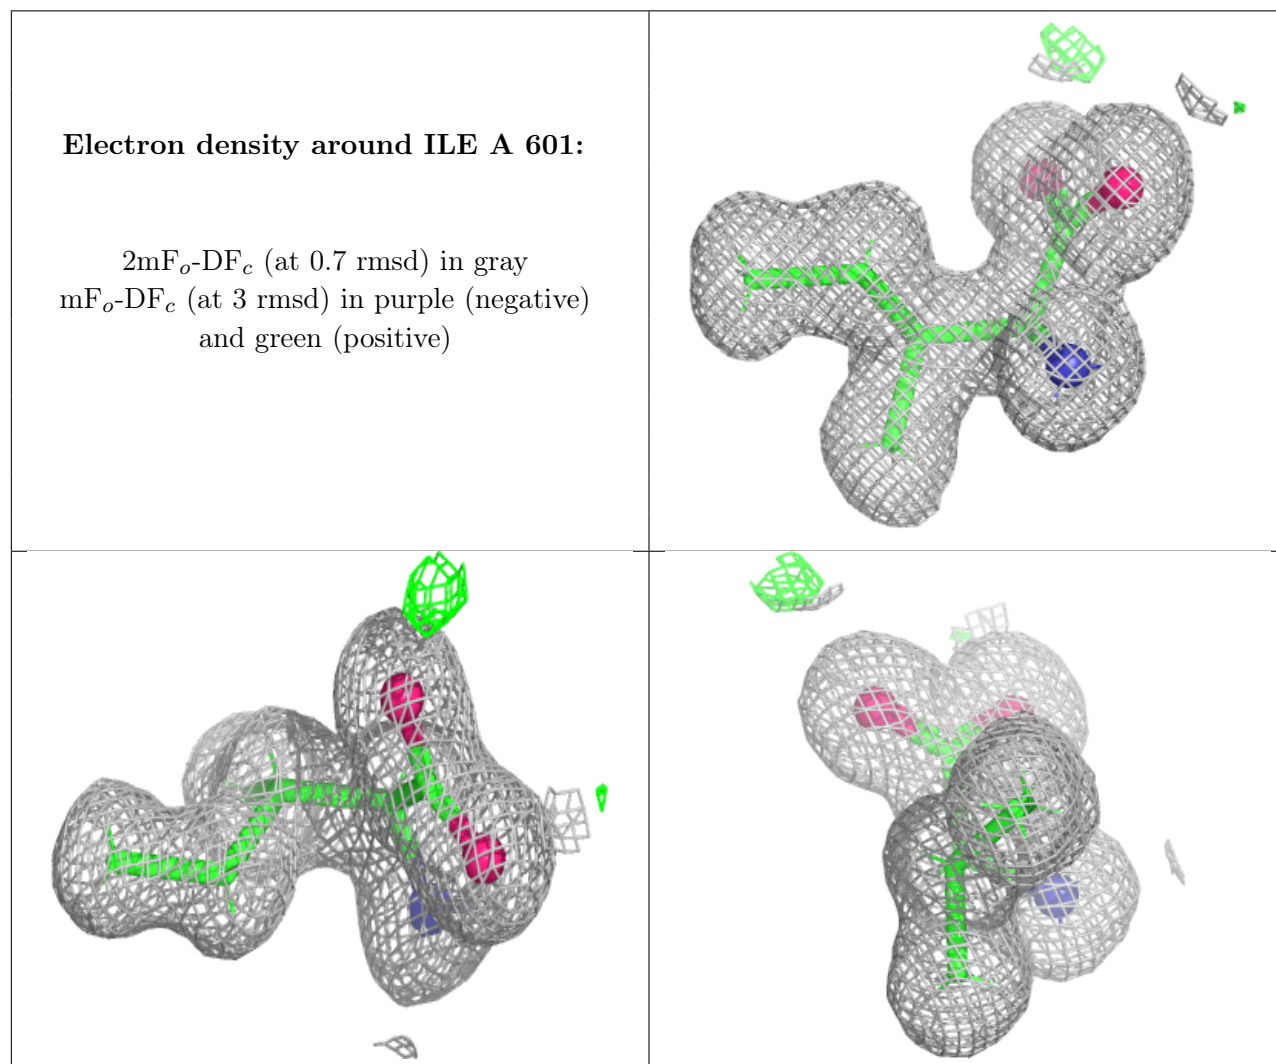 Electron density around ILE A 601:
2mFₒ-DF𝒸 (at 0.7 rmsd) in gray
mFₒ-DF𝒸 (at 3 rmsd) in purple (negative)
and green (positive)